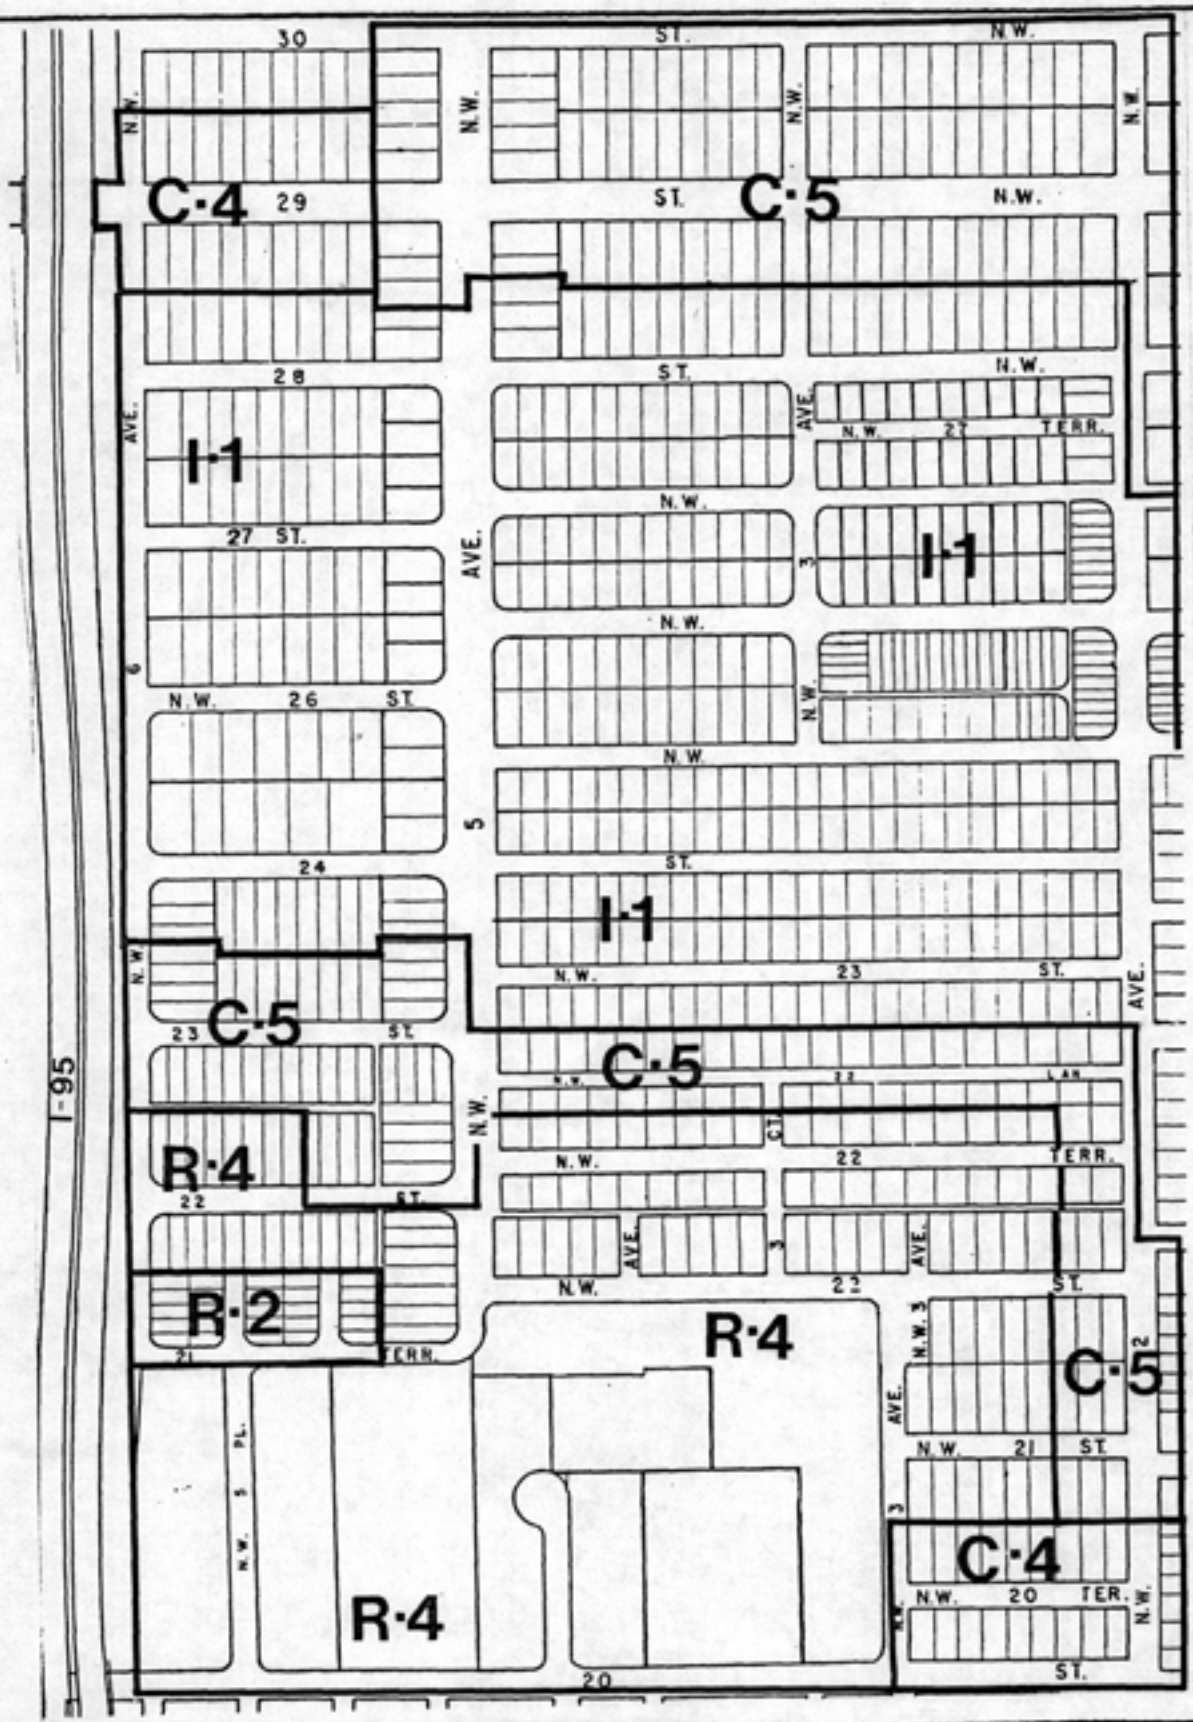 30 ST. N.W.
N.W. N.W. N.W. N.W.
C-4 29 ST. C-5 N.W.
28 ST. N.W.
AVE. AVE.
N.W. 27 TERR.
I-1
N.W.
27 ST.
AVE. 3 I-1
N.W.
6
N.W. 26 ST. N.W.
N.W.
5
24 ST.
I-1
N.W. N.W. 23 ST.
AVE.
C-5
23 ST.
C-5
N.W. 22 LAN
I-95
N.W. CT.
R-4 N.W. 22 TERR.
22 ST.
AVE. 3 AVE.
N.W. 22 ST.
R-2
R-4 N.W. 3 2
21 TERR.
C-5
AVE.
N.W. 5 PL.
N.W. 21 ST.
3
C-4
N.W. N.W. 20 TER. N.W.
R-4
20 ST.